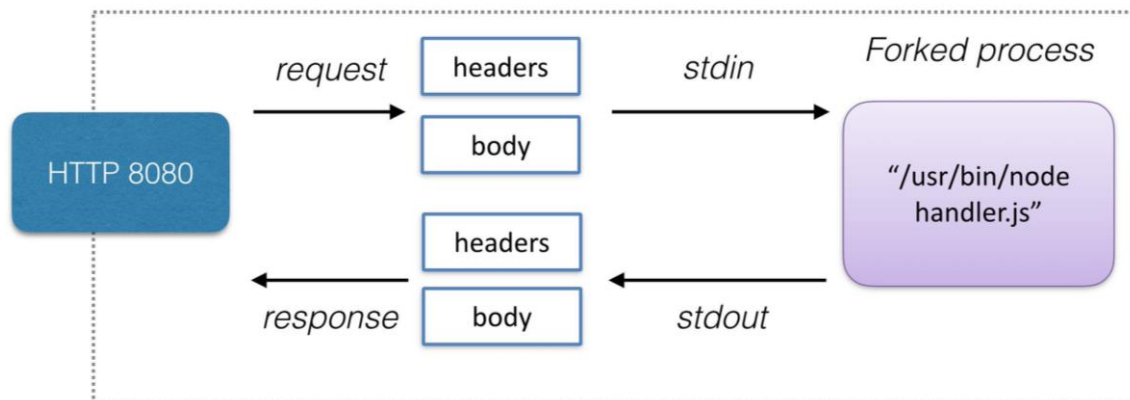 Forked process
request
headers
stdin
body
HTTP 8080
“/usr/bin/node
handler.js”
headers
response
body
stdout